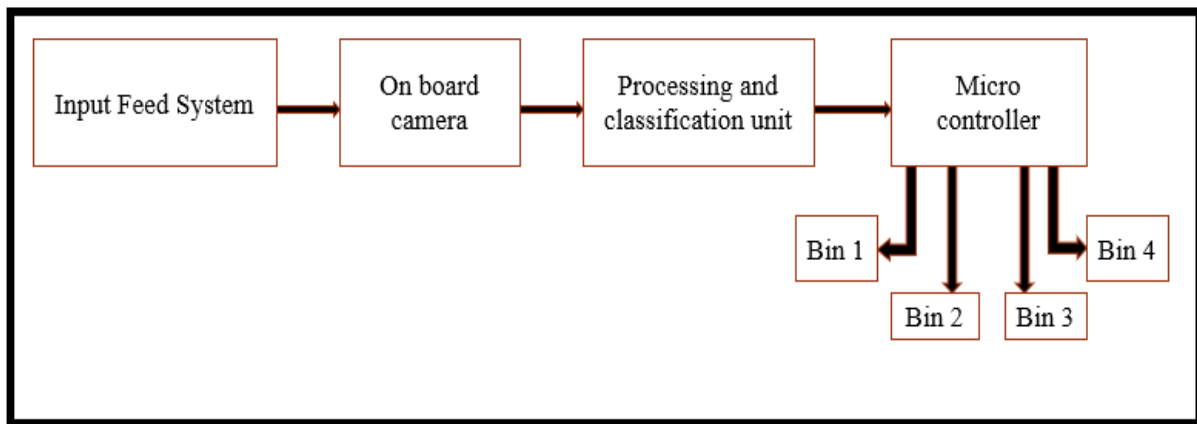 Input Feed System
On board
camera
Processing and
classification unit
Micro
controller
Bin 1
Bin 4
Bin 2
Bin 3